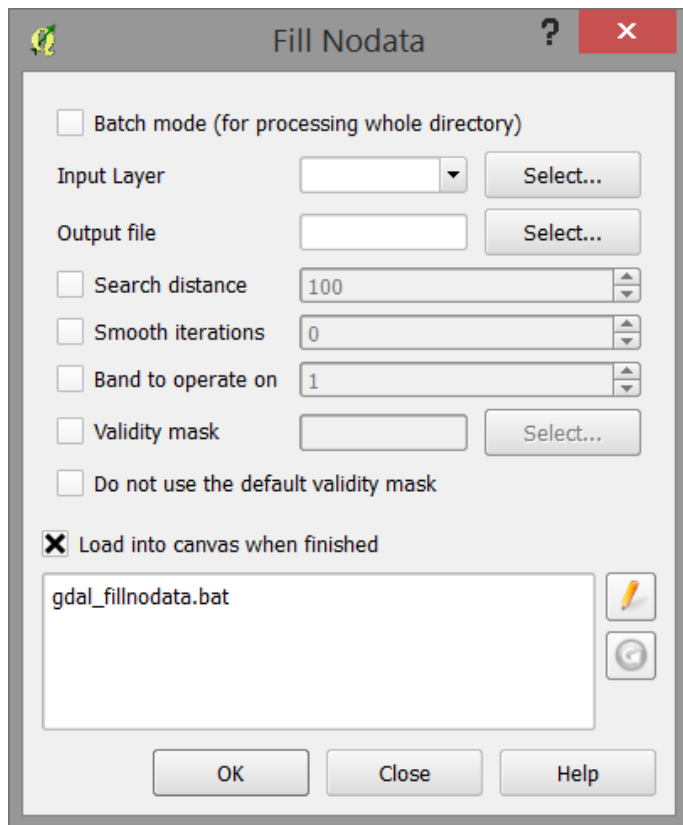 Fill Nodata ?
Batch mode (for processing whole directory)
Input Layer Select...
Output file Select...
Search distance 100
Smooth iterations 0
Band to operate on 1
Validity mask Select...
Do not use the default validity mask
Load into canvas when finished
gdal_fillnodata.bat
OK Close Help